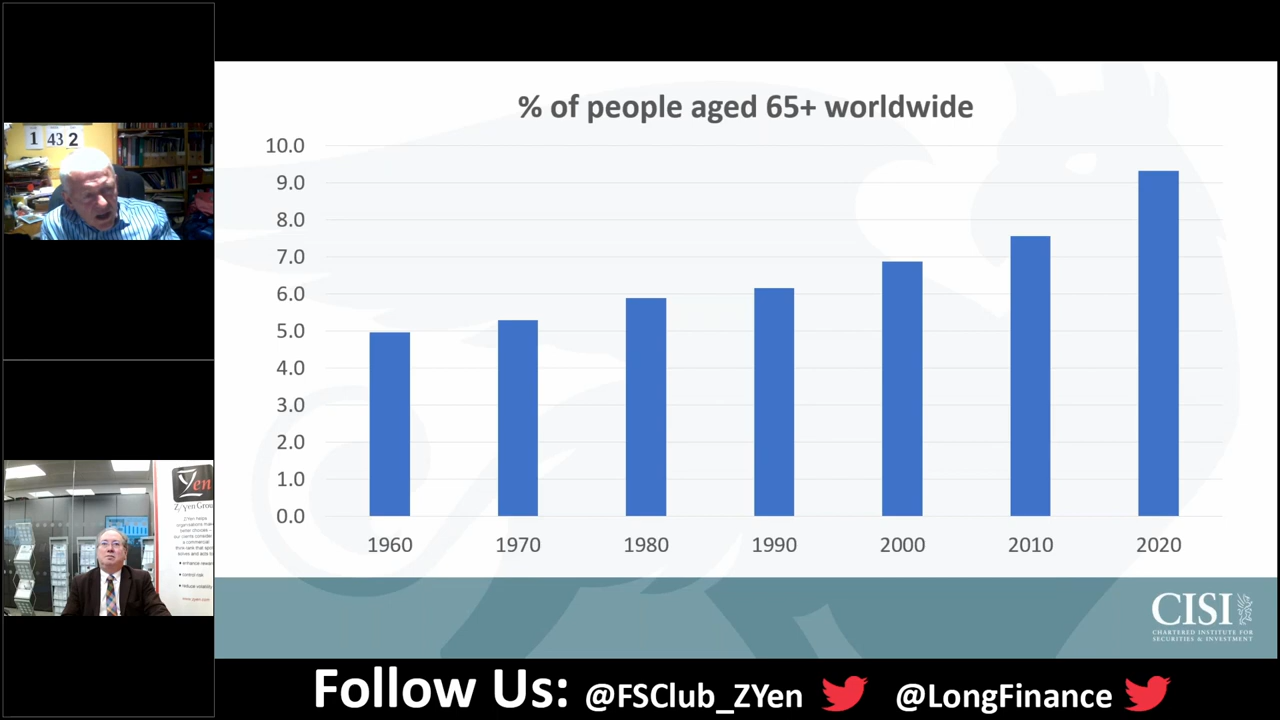 1 43 2
% of people aged 65+ worldwide
10.0
9.0
8.0
7.0
6.0
5.0
4.0
3.0
2.0
1.0
0.0
1960 1970 1980 1990 2000 2010 2020
CISI
CHARTERED INSTITUTE FOR
SECURITIES & INVESTMENT
Z/Yen
Z/Yen Grou
Follow Us: @FSClub_ZYen @LongFinance